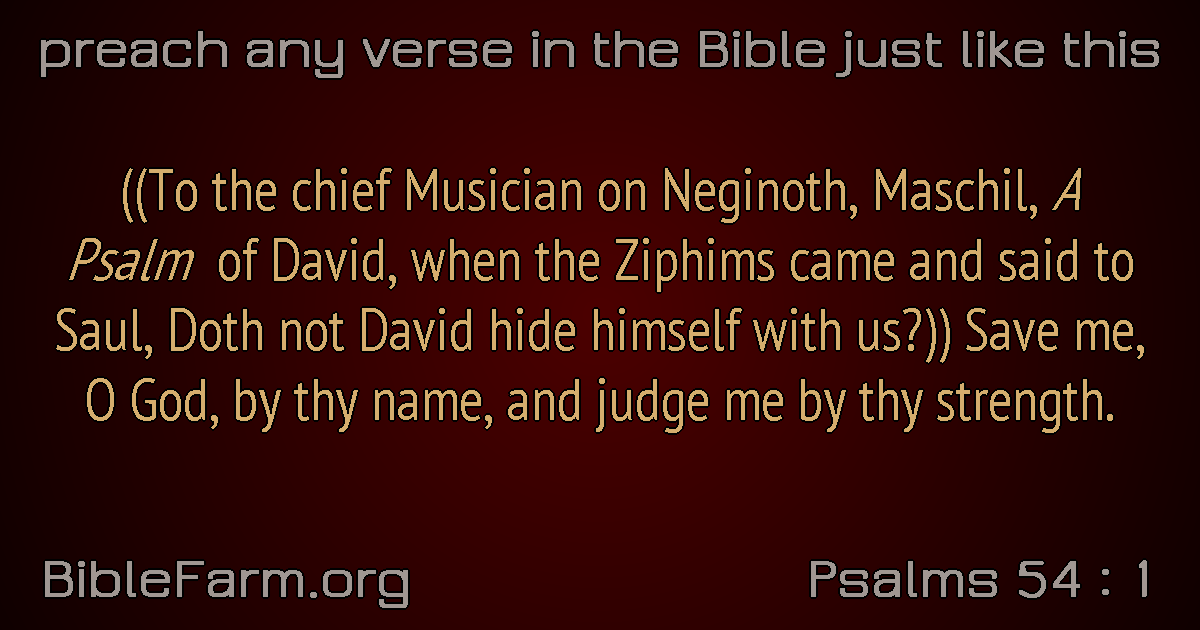 preach any verse in the Bible just like this
((To the chief Musician on Neginoth, Maschil, A
Psalm of David, when the Ziphims came and said to
Saul, Doth not David hide himself with us?)) Save me,
O God, by thy name, and judge me by thy strength.
BibleFarm.org
Psalms 54 : 1